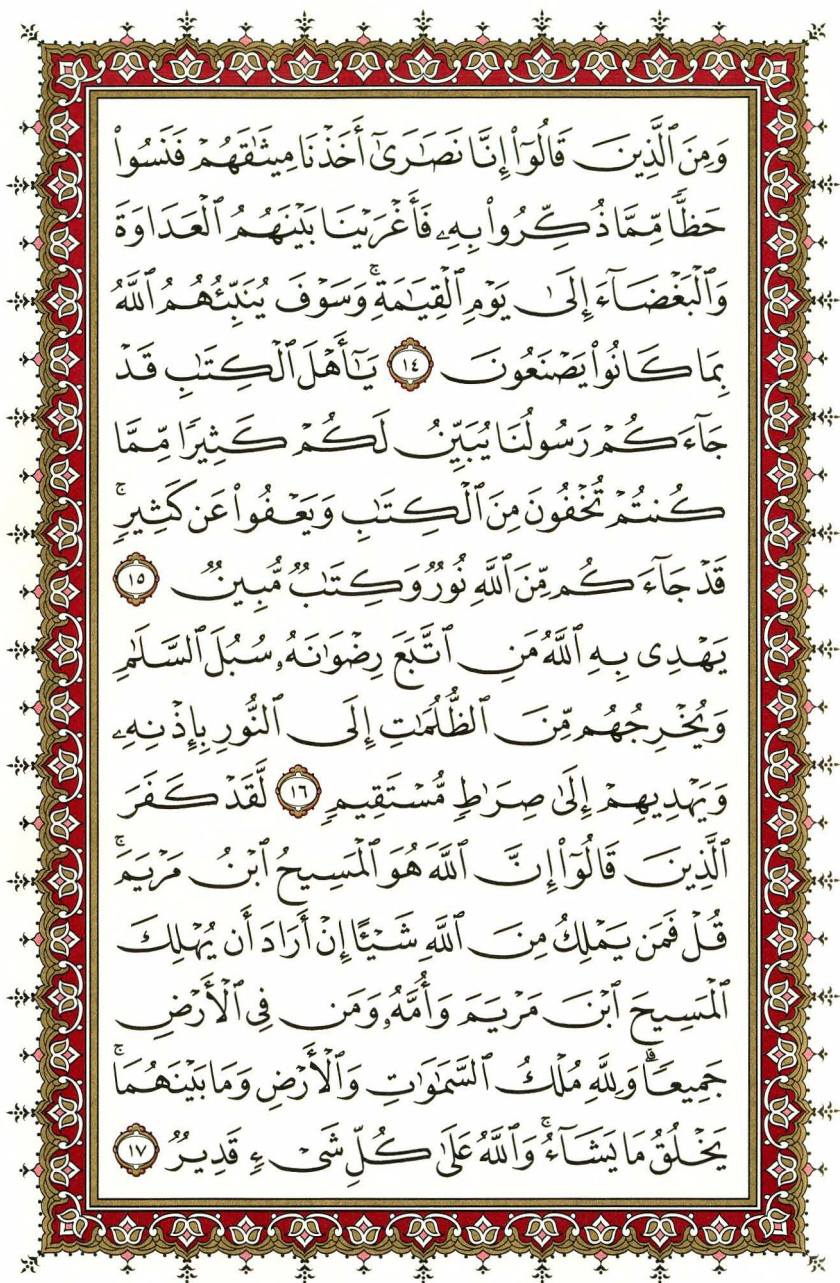 وَمِنَ ٱلَّذِينَ قَالُوٓاْ إِنَّا نَصَـٰرَىٰٓ أَخَذْنَا مِيثَـٰقَهُمْ فَنَسُواْ
حَظًّا مِّمَّا ذُكِّرُواْ بِهِۦ فَأَغْرَيْنَا بَيْنَهُمُ ٱلْعَدَاوَةَ
وَٱلْبَغْضَآءَ إِلَىٰ يَوْمِ ٱلْقِيَـٰمَةِۚ وَسَوْفَ يُنَبِّئُهُمُ ٱللَّهُ
بِمَا كَانُواْ يَصْنَعُونَ ١٤ يَـٰٓأَهْلَ ٱلْكِتَـٰبِ قَدْ
جَآءَكُمْ رَسُولُنَا يُبَيِّنُ لَكُمْ كَثِيرًا مِّمَّا
كُنتُمْ تُخْفُونَ مِنَ ٱلْكِتَـٰبِ وَيَعْفُواْ عَن كَثِيرٍۚ
قَدْ جَآءَكُم مِّنَ ٱللَّهِ نُورٌ وَكِتَـٰبٌ مُّبِينٌ ١٥
يَهْدِى بِهِ ٱللَّهُ مَنِ ٱتَّبَعَ رِضْوَٰنَهُۥ سُبُلَ ٱلسَّلَـٰمِ
وَيُخْرِجُهُم مِّنَ ٱلظُّلُمَـٰتِ إِلَى ٱلنُّورِ بِإِذْنِهِۦ
وَيَهْدِيهِمْ إِلَىٰ صِرَٰطٍ مُّسْتَقِيمٍ ١٦ لَّقَدْ كَفَرَ
ٱلَّذِينَ قَالُوٓاْ إِنَّ ٱللَّهَ هُوَ ٱلْمَسِيحُ ٱبْنُ مَرْيَمَۚ
قُلْ فَمَن يَمْلِكُ مِنَ ٱللَّهِ شَيْـًٔا إِنْ أَرَادَ أَن يُهْلِكَ
ٱلْمَسِيحَ ٱبْنَ مَرْيَمَ وَأُمَّهُۥ وَمَن فِى ٱلْأَرْضِ
جَمِيعًاۗ وَلِلَّهِ مُلْكُ ٱلسَّمَـٰوَٰتِ وَٱلْأَرْضِ وَمَا بَيْنَهُمَاۚ
يَخْلُقُ مَا يَشَآءُۚ وَٱللَّهُ عَلَىٰ كُلِّ شَىْءٍ قَدِيرٌ ١٧